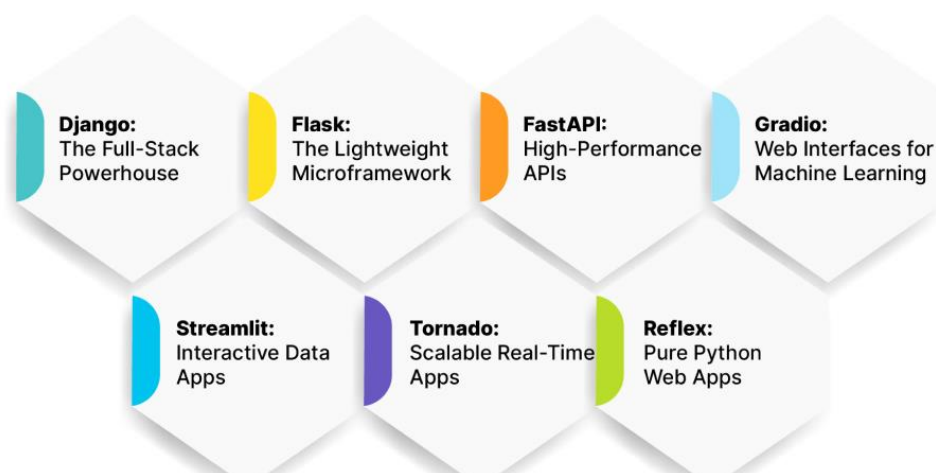 Django:
The Full-Stack
Powerhouse
Flask:
The Lightweight
Microframework
FastAPI:
High-Performance
APIs
Gradio:
Web Interfaces for
Machine Learning
Streamlit:
Interactive Data
Apps
Tornado:
Scalable Real-Time
Apps
Reflex:
Pure Python
Web Apps